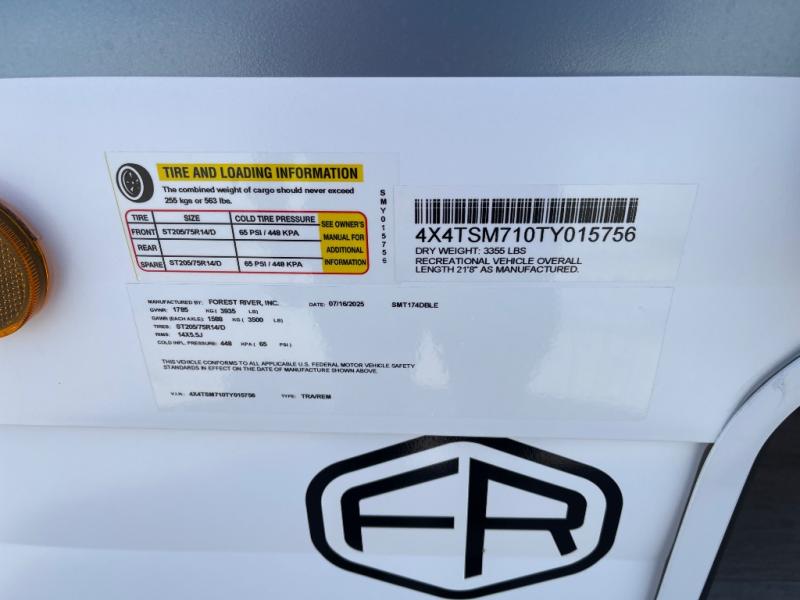 TIRE AND LOADING INFORMATION
The combined weight of cargo should never exceed
255 kgs or 563 lbs.
TIRE SIZE COLD TIRE PRESSURE SEE OWNER'S MANUAL FOR ADDITIONAL INFORMATION
FRONT ST205/75R14/D 65 PSI / 448 KPA
REAR
SPARE ST205/75R14/D 65 PSI / 448 KPA
SMY015756
4X4TSM710TY015756
DRY WEIGHT: 3355 LBS
RECREATIONAL VEHICLE OVERALL
LENGTH 21'8" AS MANUFACTURED.
MANUFACTURED BY: FOREST RIVER, INC. DATE: 07/16/2025 SMT174DBLE
GVWR: 1785 KG ( 3935 LB)
GAWR (EACH AXLE): 1588 KG ( 3500 LB)
TIRES: ST205/75R14/D
RIMS: 14X5.5J
COLD INFL. PRESSURE: 448 KPA ( 65 PSI )
THIS VEHICLE CONFORMS TO ALL APPLICABLE U.S. FEDERAL MOTOR VEHICLE SAFETY
STANDARDS IN EFFECT ON THE DATE OF MANUFACTURE SHOWN ABOVE.
V.I.N.: 4X4TSM710TY015756 TYPE: TRA/REM
FR